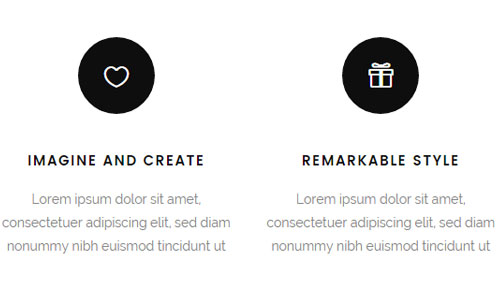 IMAGINE AND CREATE
Lorem ipsum dolor sit amet,
consectetuer adipiscing elit, sed diam
nonummy nibh euismod tincidunt ut
REMARKABLE STYLE
Lorem ipsum dolor sit amet,
consectetuer adipiscing elit, sed diam
nonummy nibh euismod tincidunt ut